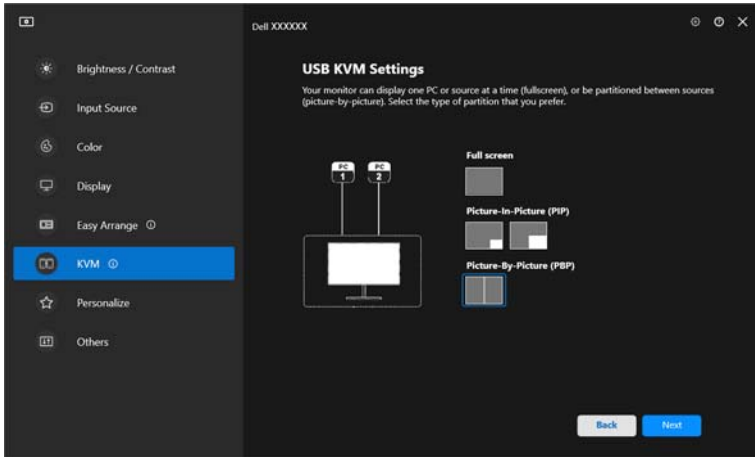 Dell XXXXXX
Brightness / Contrast
Input Source
Color
Display
Easy Arrange
KVM
Personalize
Others
USB KVM Settings
Your monitor can display one PC or source at a time (fullscreen), or be partitioned between sources
(picture-by-picture). Select the type of partition that you prefer.
PC
1
PC
2
Full screen
Picture-In-Picture (PIP)
Picture-By-Picture (PBP)
Back
Next